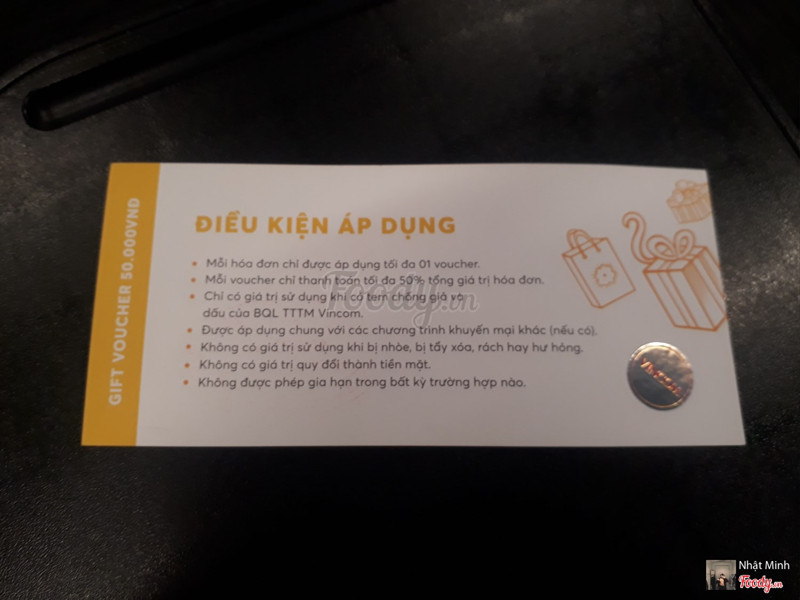 GIFT VOUCHER 50.000VNĐ
ĐIỀU KIỆN ÁP DỤNG
• Mỗi hóa đơn chỉ được áp dụng tối đa 01 voucher.
• Mỗi voucher chỉ thanh toán tối đa 50% tổng giá trị hóa đơn.
• Chỉ có giá trị sử dụng khi có tem chống giả và
dấu của BQL TTTM Vincom.
• Được áp dụng chung với các chương trình khuyến mại khác (nếu có).
• Không có giá trị sử dụng khi bị nhòe, bị tẩy xóa, rách hay hư hỏng.
• Không có giá trị quy đổi thành tiền mặt.
• Không được phép gia hạn trong bất kỳ trường hợp nào.
VINCOM
Foody.vn
Nhật Minh
Foody.vn